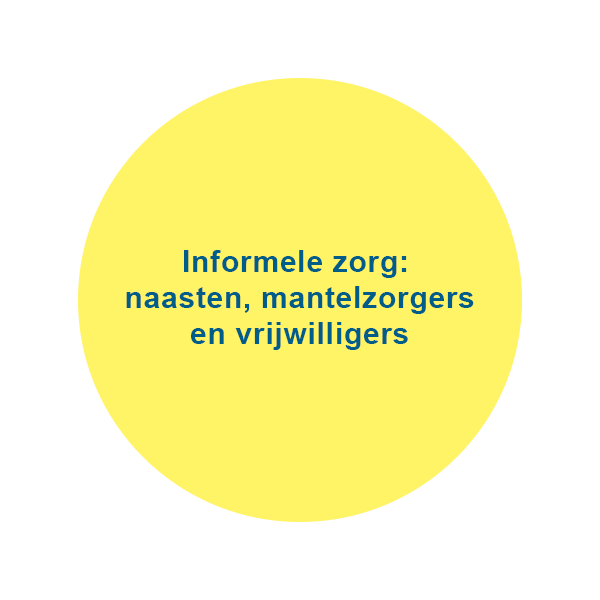 Informele zorg:
naasten, mantelzorgers
en vrijwilligers